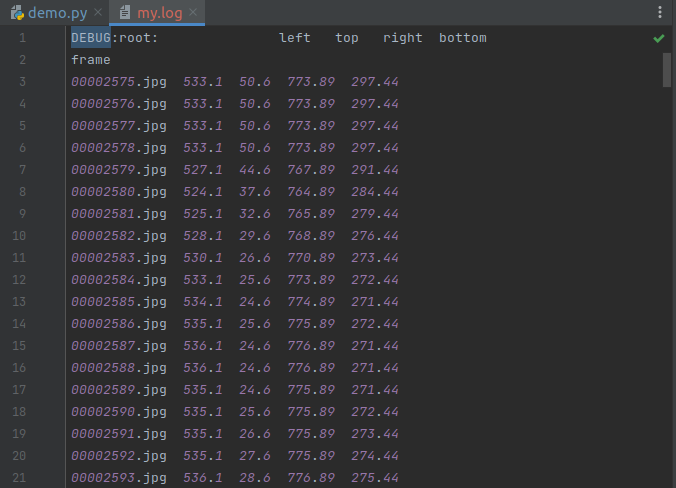 demo.py my.log
1 DEBUG:root: left top right bottom
2 frame
3 00002575.jpg 533.1 50.6 773.89 297.44
4 00002576.jpg 533.1 50.6 773.89 297.44
5 00002577.jpg 533.1 50.6 773.89 297.44
6 00002578.jpg 533.1 50.6 773.89 297.44
7 00002579.jpg 527.1 44.6 767.89 291.44
8 00002580.jpg 524.1 37.6 764.89 284.44
9 00002581.jpg 525.1 32.6 765.89 279.44
10 00002582.jpg 528.1 29.6 768.89 276.44
11 00002583.jpg 530.1 26.6 770.89 273.44
12 00002584.jpg 533.1 25.6 773.89 272.44
13 00002585.jpg 534.1 24.6 774.89 271.44
14 00002586.jpg 535.1 25.6 775.89 272.44
15 00002587.jpg 536.1 24.6 776.89 271.44
16 00002588.jpg 536.1 24.6 776.89 271.44
17 00002589.jpg 535.1 24.6 775.89 271.44
18 00002590.jpg 535.1 25.6 775.89 272.44
19 00002591.jpg 535.1 26.6 775.89 273.44
20 00002592.jpg 535.1 27.6 775.89 274.44
21 00002593.jpg 536.1 28.6 776.89 275.44